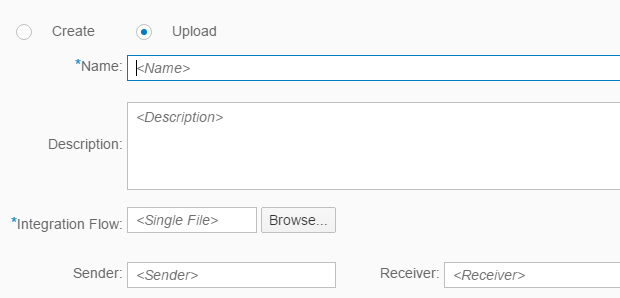 Create Upload
*Name: <Name>
Description: <Description>
*Integration Flow: <Single File> Browse...
Sender: <Sender> Receiver: <Receiver>